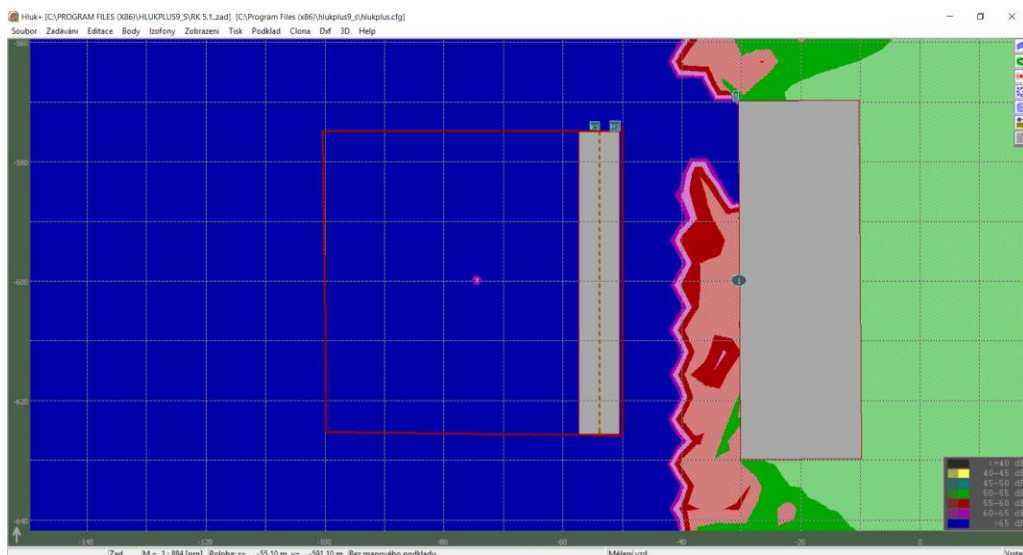 Hluk+ [C:\PROGRAM FILES (X86)\HLUKPLUS9_S\RK 5.1..zad] [C:\Program Files (x86)\hlukplus9_s\hlukplus.cfg]
Soubor Zadávání Editace Body Izofony Zobrazeni Tisk Podklad Clona Dxf 3D Help
-560
-580
-600
-620
-640
-140 -120 -100 -80 -60 -40 -20 0
<=40 dB
40-45 dB
45-50 dB
50-55 dB
55-60 dB
60-65 dB
>65 dB
Zad. M = 1: 884 [nom] Poloha: x= -55.10 m, y= -591.10 m Bez mapového podkladu Měření vzd.